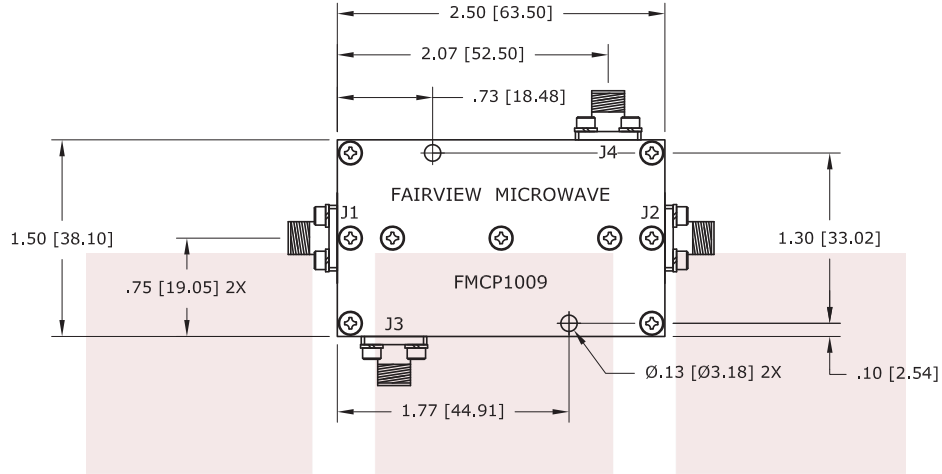 2.50 [63.50]
2.07 [52.50]
.73 [18.48]
J4
FAIRVIEW MICROWAVE
J1
J2
1.50 [38.10]
1.30 [33.02]
.75 [19.05] 2X
FMCP1009
J3
Ø.13 [Ø3.18] 2X
.10 [2.54]
1.77 [44.91]